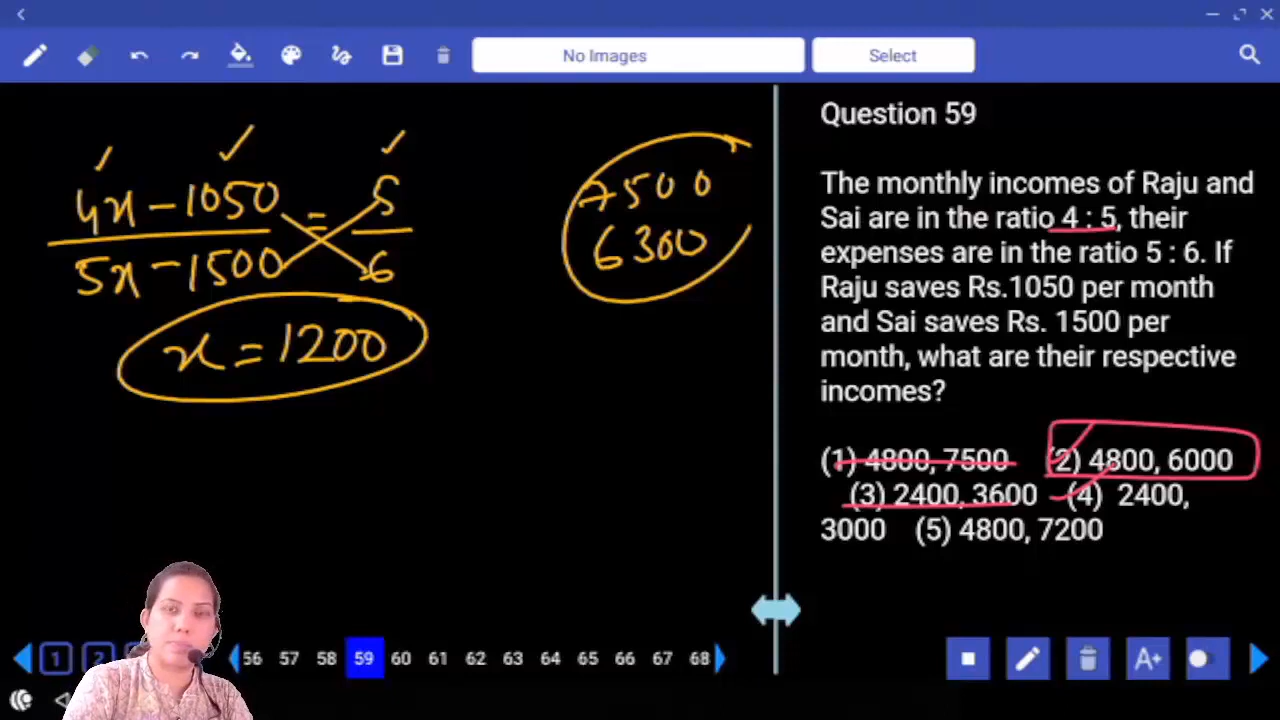 No Images
Select
4x - 1050 = 5
5x - 1500 6
x = 1200
7500
6300
Question 59
The monthly incomes of Raju and
Sai are in the ratio 4 : 5, their
expenses are in the ratio 5 : 6. If
Raju saves Rs.1050 per month
and Sai saves Rs. 1500 per
month, what are their respective
incomes?
(1) 4800, 7500 (2) 4800, 6000
(3) 2400, 3600 (4) 2400,
3000 (5) 4800, 7200
1 2
56 57 58 59 60 61 62 63 64 65 66 67 68
A+